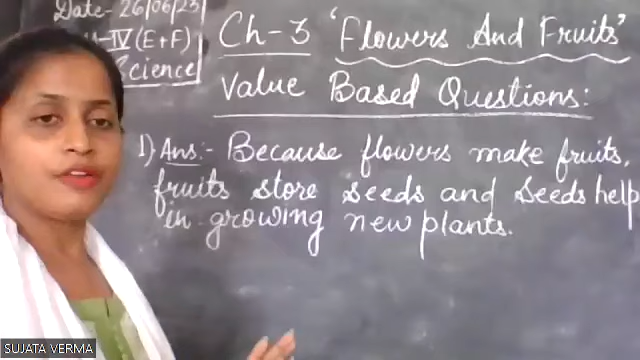 Date- 26/06/23
-IV (E+F)
Science
Ch-3 'Flowers And Fruits'
Value Based Questions:
1) Ans:- Because flowers make fruits,
fruits store seeds and seeds help
in growing new plants.
SUJATA VERMA